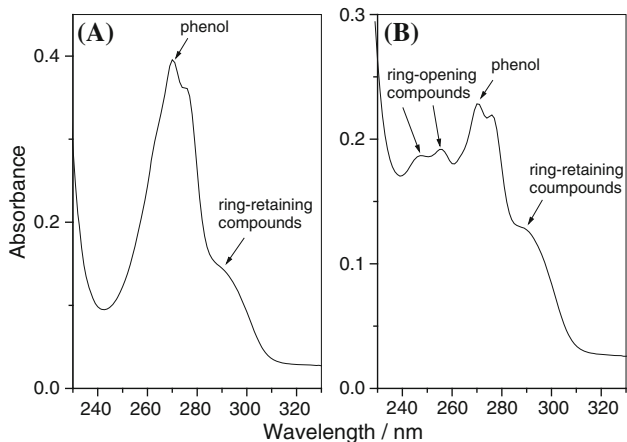 (A)
phenol
ring-retaining
compounds
0.4
0.2
0.0
240 260 280 300 320
(B)
ring-opening
compounds
phenol
ring-retaining
coumpounds
0.3
0.2
0.1
0.0
240 260 280 300 320
Absorbance
Wavelength / nm